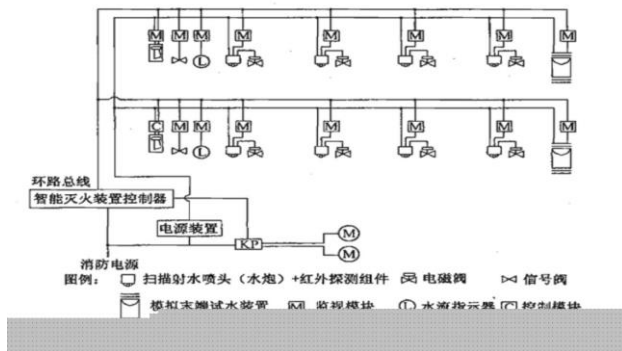 M M M M M M M M
L
C M M M M M M M
L
环路总线
智能灭火装置控制器
电源装置
KP
M
M
消防电源
图例： 扫描射水喷头（水炮）+红外探测组件 电磁阀 信号阀
模拟末端试水装置 M 监视模块 L 水流指示器 C 控制模块